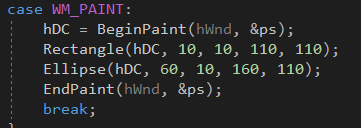 case WM_PAINT:
hDC = BeginPaint(hWnd, &ps);
Rectangle(hDC, 10, 10, 110, 110);
Ellipse(hDC, 60, 10, 160, 110);
EndPaint(hWnd, &ps);
break;